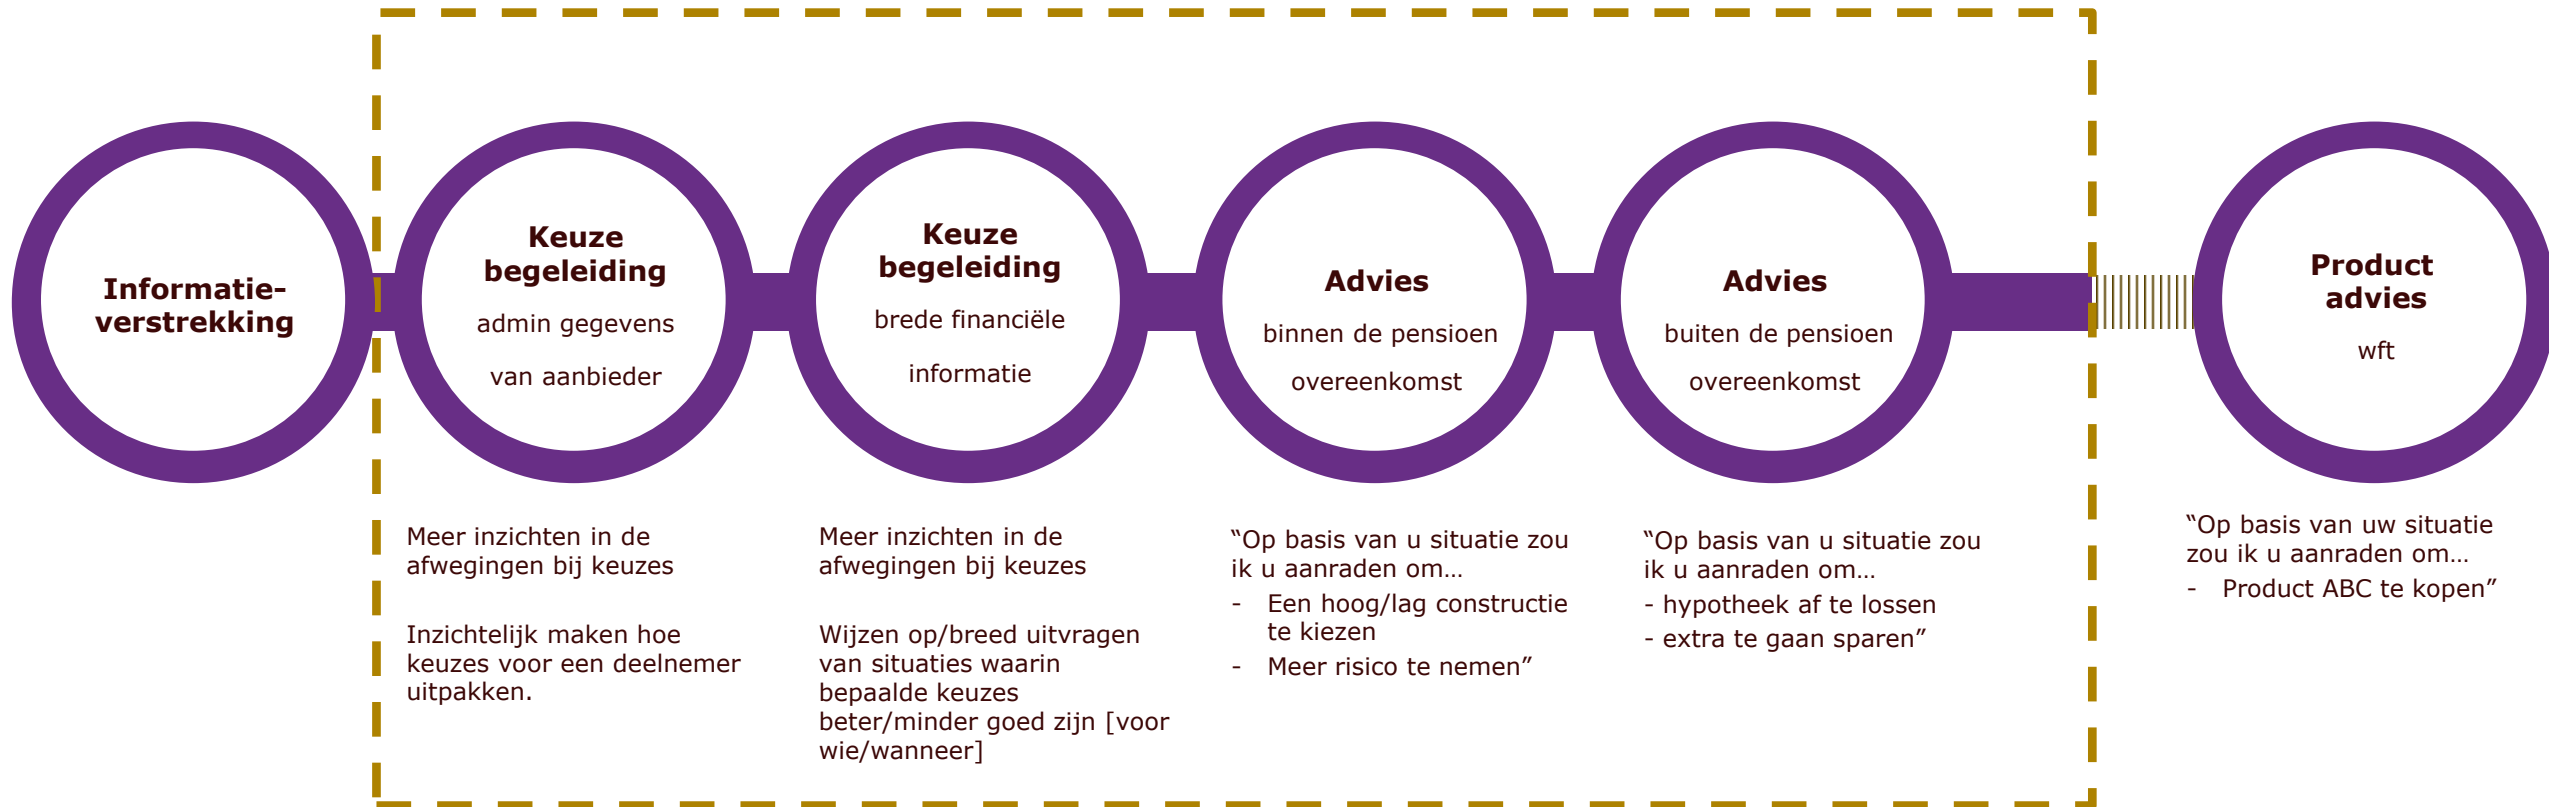 Informatie-
verstrekking
Keuze
begeleiding
admin gegevens
van aanbieder
Keuze
begeleiding
brede financiële
informatie
Advies
binnen de pensioen
overeenkomst
Advies
buiten de pensioen
overeenkomst
Product
advies
wft
Meer inzichten in de
afwegingen bij keuzes
Inzichtelijk maken hoe
keuzes voor een deelnemer
uitpakken.
Meer inzichten in de
afwegingen bij keuzes
Wijzen op/breed uitvragen
van situaties waarin
bepaalde keuzes
beter/minder goed zijn [voor
wie/wanneer]
“Op basis van u situatie zou
ik u aanraden om…
- Een hoog/lag constructie
te kiezen
- Meer risico te nemen”
“Op basis van u situatie zou
ik u aanraden om…
- hypotheek af te lossen
- extra te gaan sparen”
“Op basis van uw situatie
zou ik u aanraden om…
- Product ABC te kopen”